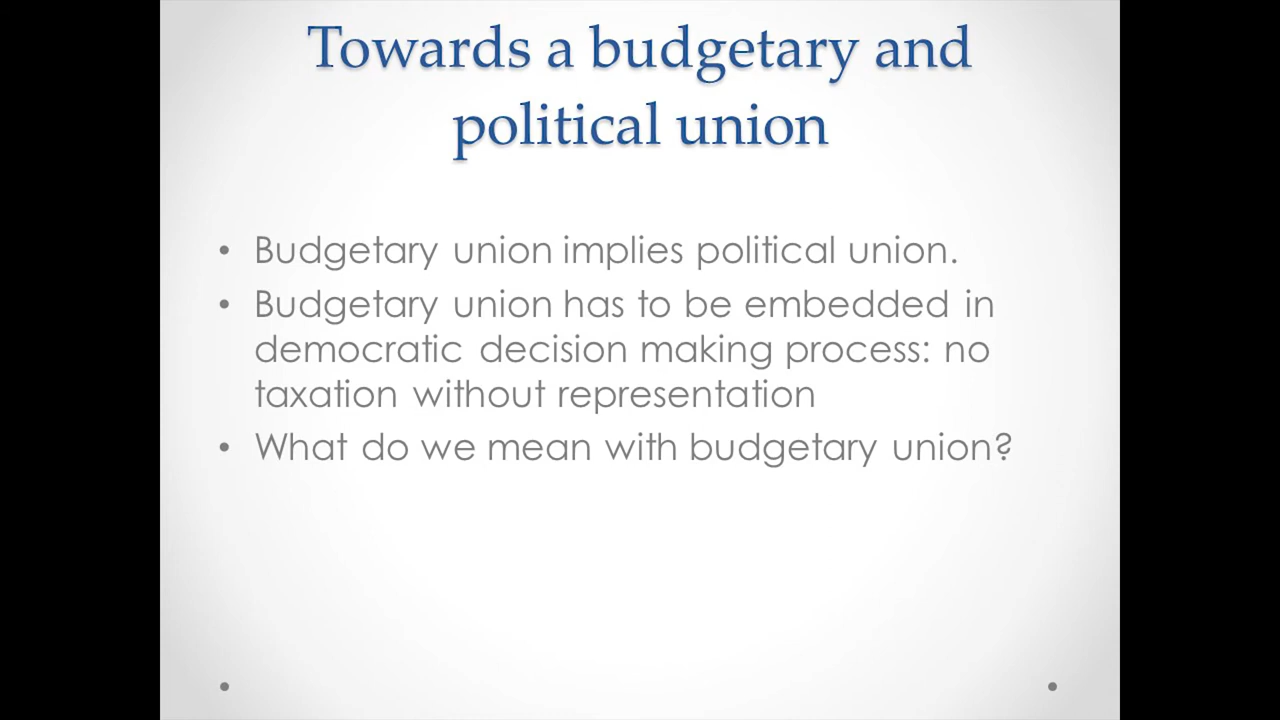 Towards a budgetary and
political union
• Budgetary union implies political union.
• Budgetary union has to be embedded in
democratic decision making process: no
taxation without representation
• What do we mean with budgetary union?